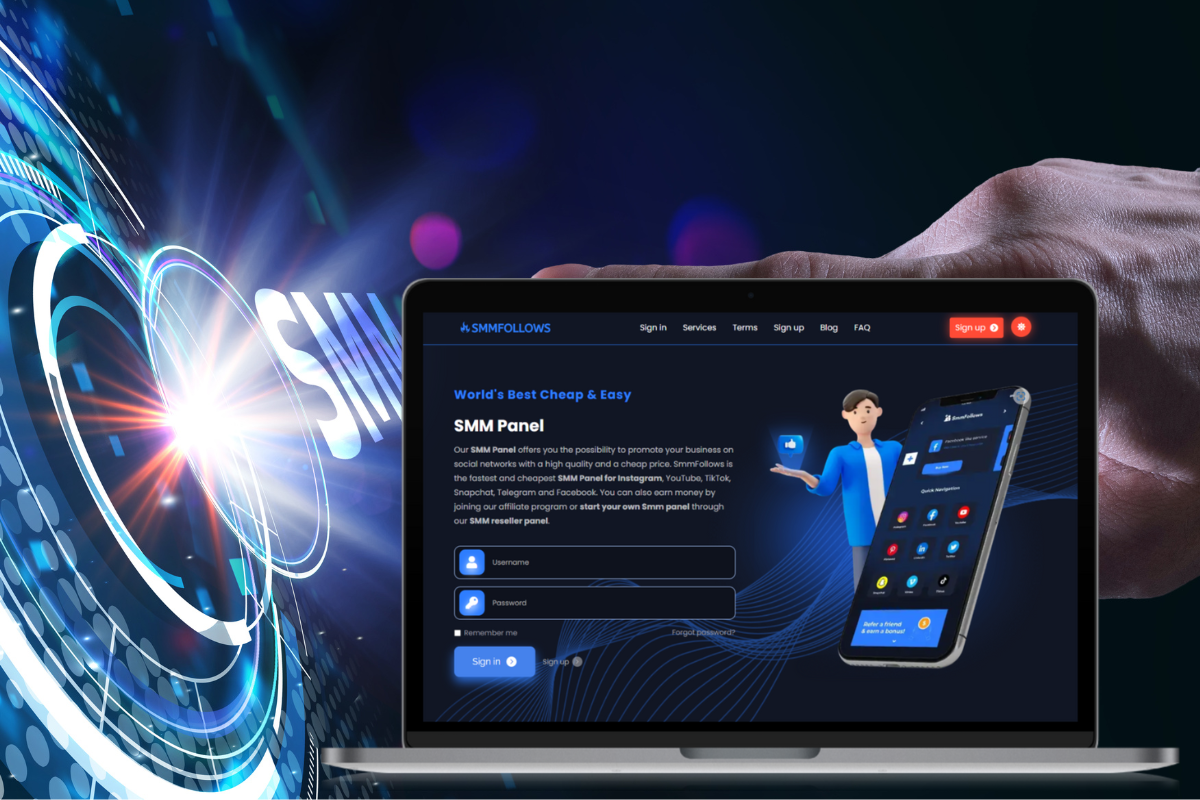 SMM
SMMFOLLOWS
Sign in Services Terms Sign up Blog FAQ
Sign up
World's Best Cheap & Easy
SMM Panel
Our SMM Panel offers you the possibility to promote your business on
social networks with a high quality and a cheap price. SmmFollows is
the fastest and cheapest SMM Panel for Instagram, YouTube, TikTok,
Snapchat, Telegram and Facebook. You can also earn money by
joining our affiliate program or start your own Smm panel through
our SMM reseller panel.
Username
Password
Remember me Forgot password?
Sign in Sign up
SmmFollows
Quick Navigation
Refer a friend
& earn a bonus!